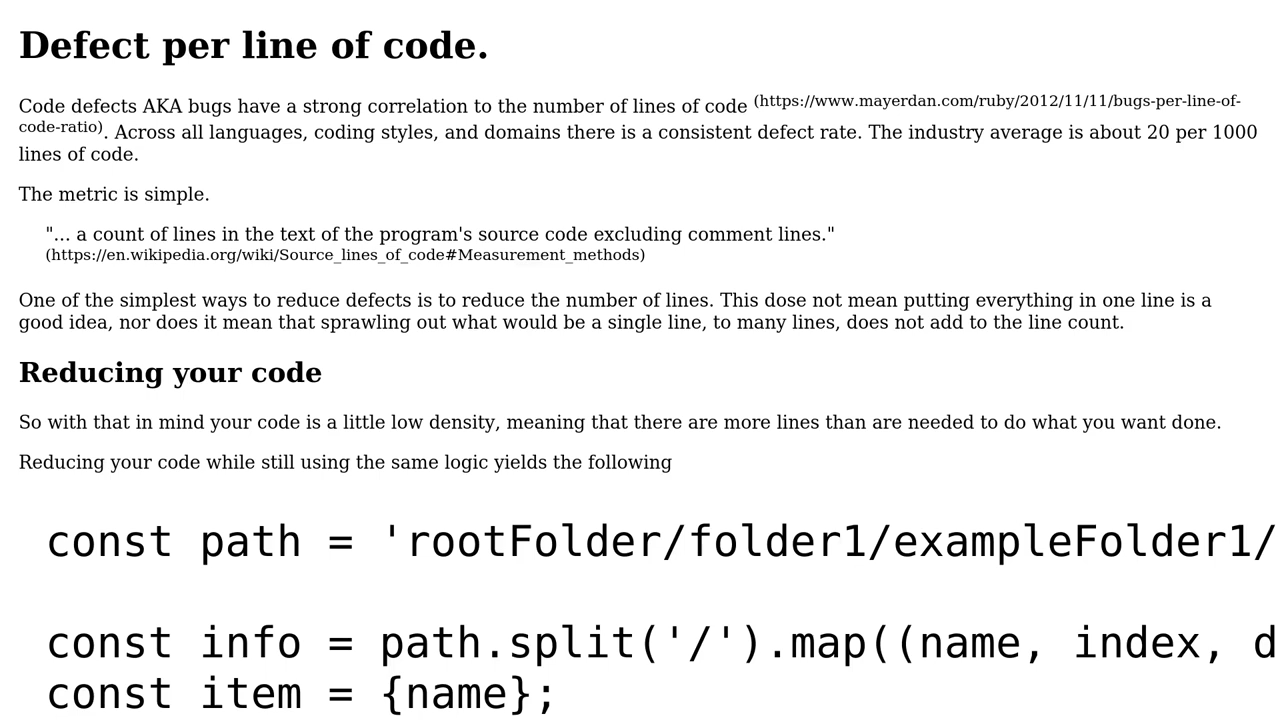 Defect per line of code.
Code defects AKA bugs have a strong correlation to the number of lines of code (https://www.mayerdan.com/ruby/2012/11/11/bugs-per-line-of-
code-ratio). Across all languages, coding styles, and domains there is a consistent defect rate. The industry average is about 20 per 1000
lines of code.
The metric is simple.
"... a count of lines in the text of the program's source code excluding comment lines."
(https://en.wikipedia.org/wiki/Source_lines_of_code#Measurement_methods)
One of the simplest ways to reduce defects is to reduce the number of lines. This dose not mean putting everything in one line is a
good idea, nor does it mean that sprawling out what would be a single line, to many lines, does not add to the line count.
Reducing your code
So with that in mind your code is a little low density, meaning that there are more lines than are needed to do what you want done.
Reducing your code while still using the same logic yields the following
const path = 'rootFolder/folder1/exampleFolder1/
const info = path.split('/').map((name, index, d
const item = {name};